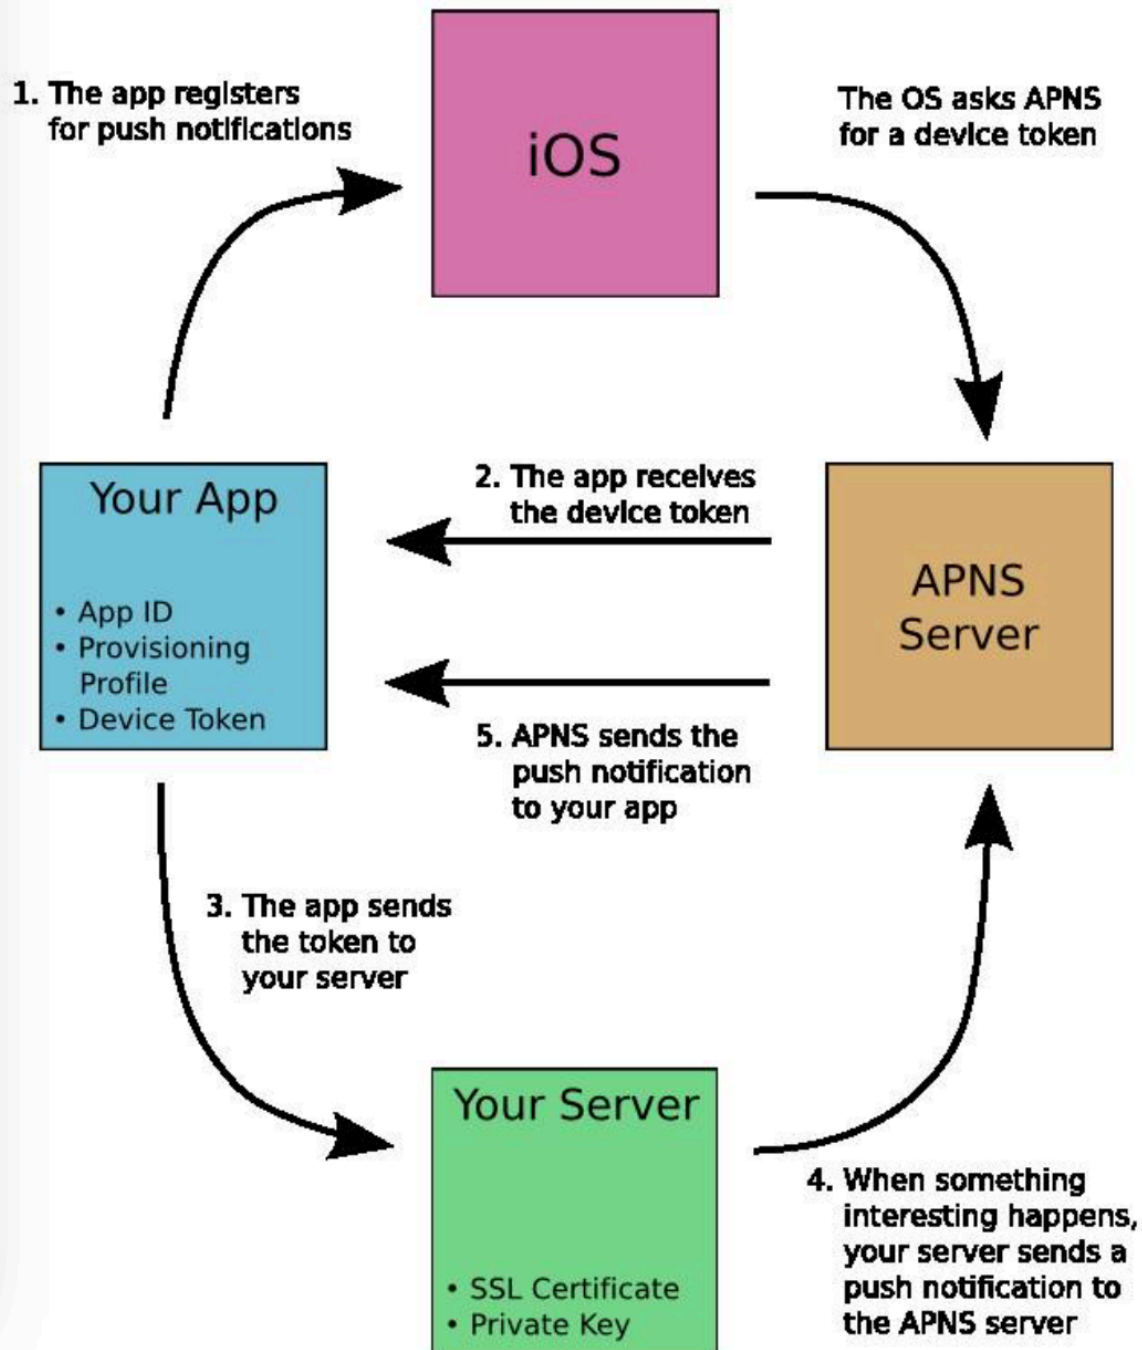 1. The app registers
for push notifications
iOS
The OS asks APNS
for a device token
Your App
• App ID
• Provisioning
Profile
• Device Token
2. The app receives
the device token
APNS
Server
5. APNS sends the
push notification
to your app
3. The app sends
the token to
your server
Your Server
• SSL Certificate
• Private Key
4. When something
interesting happens,
your server sends a
push notification to
the APNS server